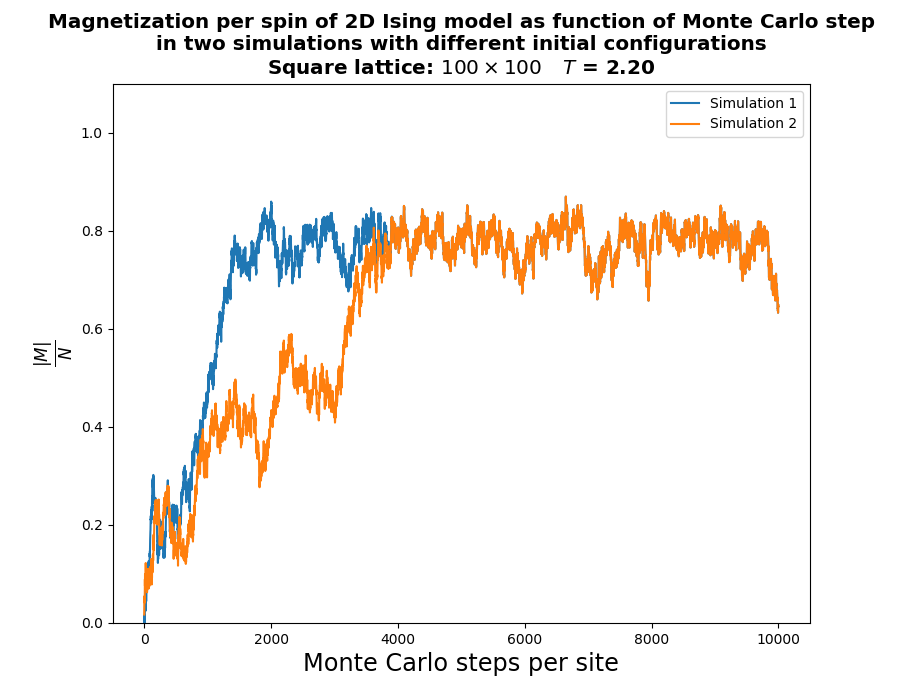 Magnetization per spin of 2D Ising model as function of Monte Carlo step
in two simulations with different initial configurations
Square lattice: 100 × 100 T = 2.20
Simulation 1
Simulation 2
1.0
0.8
0.6
0.4
0.2
0.0
|M|
N
0 2000 4000 6000 8000 10000
Monte Carlo steps per site